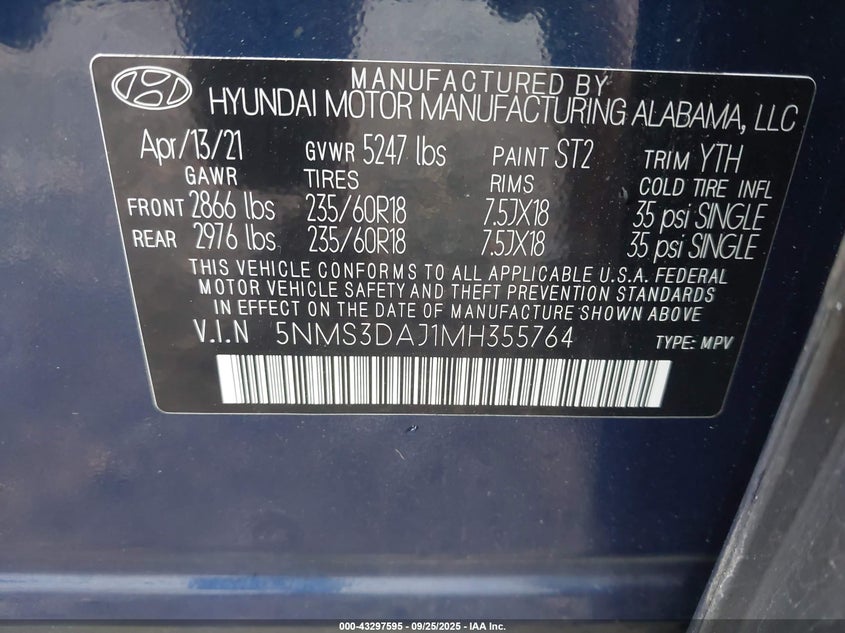 MANUFACTURED BY
HYUNDAI MOTOR MANUFACTURING ALABAMA, LLC
Apr/13/21 GVWR 5247 lbs PAINT ST2 TRIM YTH
GAWR TIRES RIMS COLD TIRE INFL
FRONT 2866 lbs 235/60R18 7.5JX18 35 psi SINGLE
REAR 2976 lbs 235/60R18 7.5JX18 35 psi SINGLE
THIS VEHICLE CONFORMS TO ALL APPLICABLE U.S.A. FEDERAL
MOTOR VEHICLE SAFETY AND THEFT PREVENTION STANDARDS
IN EFFECT ON THE DATE OF MANUFACTURE SHOWN ABOVE
V.I.N 5NMS3DAJ1MH355764 TYPE: MPV
000-43297595 - 09/25/2025 - IAA Inc.